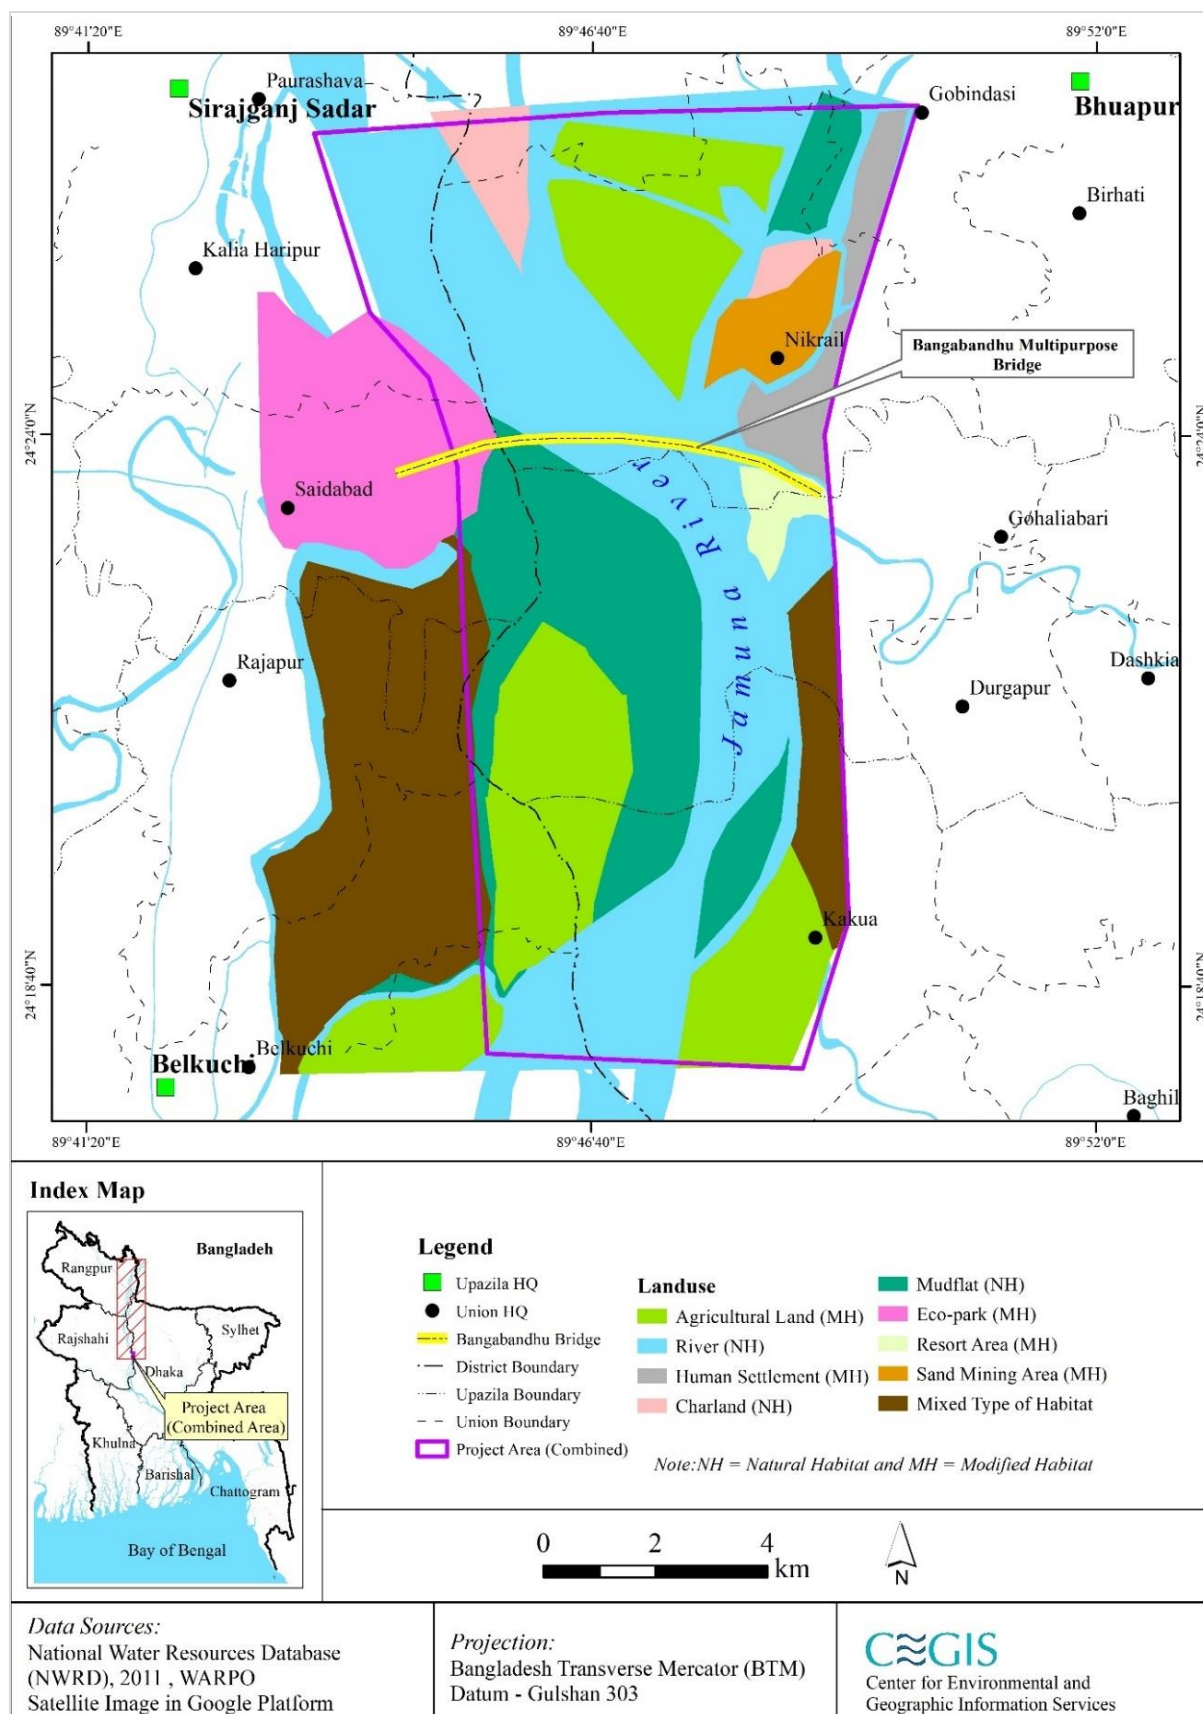 89°41'20"E
89°46'40"E
89°52'0"E
Paurashava
Sirajganj Sadar
Gobindasi
Bhuapur
Birhati
Kalia Haripur
Nikrail
Bangabandhu Multipurpose
Bridge
24°24'0"N
24°24'0"N
Saidabad
Jamuna River
Gohaliabari
Rajapur
Dashkia
Durgapur
Kakua
24°18'40"N
24°18'40"N
Belkuchi
Belkuchi
Baghil
89°41'20"E
89°46'40"E
89°52'0"E
Index Map
Bangladeh
Rangpur
Rajshahi
Sylhet
Dhaka
Project Area
(Combined Area)
Khulna
Barishal
Chattogram
Bay of Bengal
Legend
Upazila HQ
Union HQ
Bangabandhu Bridge
District Boundary
Upazila Boundary
Union Boundary
Project Area (Combined)
Landuse
Agricultural Land (MH)
River (NH)
Human Settlement (MH)
Charland (NH)
Mudflat (NH)
Eco-park (MH)
Resort Area (MH)
Sand Mining Area (MH)
Mixed Type of Habitat
Note:NH = Natural Habitat and MH = Modified Habitat
0 2 4
km
N
Data Sources:
National Water Resources Database
(NWRD), 2011 , WARPO
Satellite Image in Google Platform
Projection:
Bangladesh Transverse Mercator (BTM)
Datum - Gulshan 303
CEGIS
Center for Environmental and
Geographic Information Services